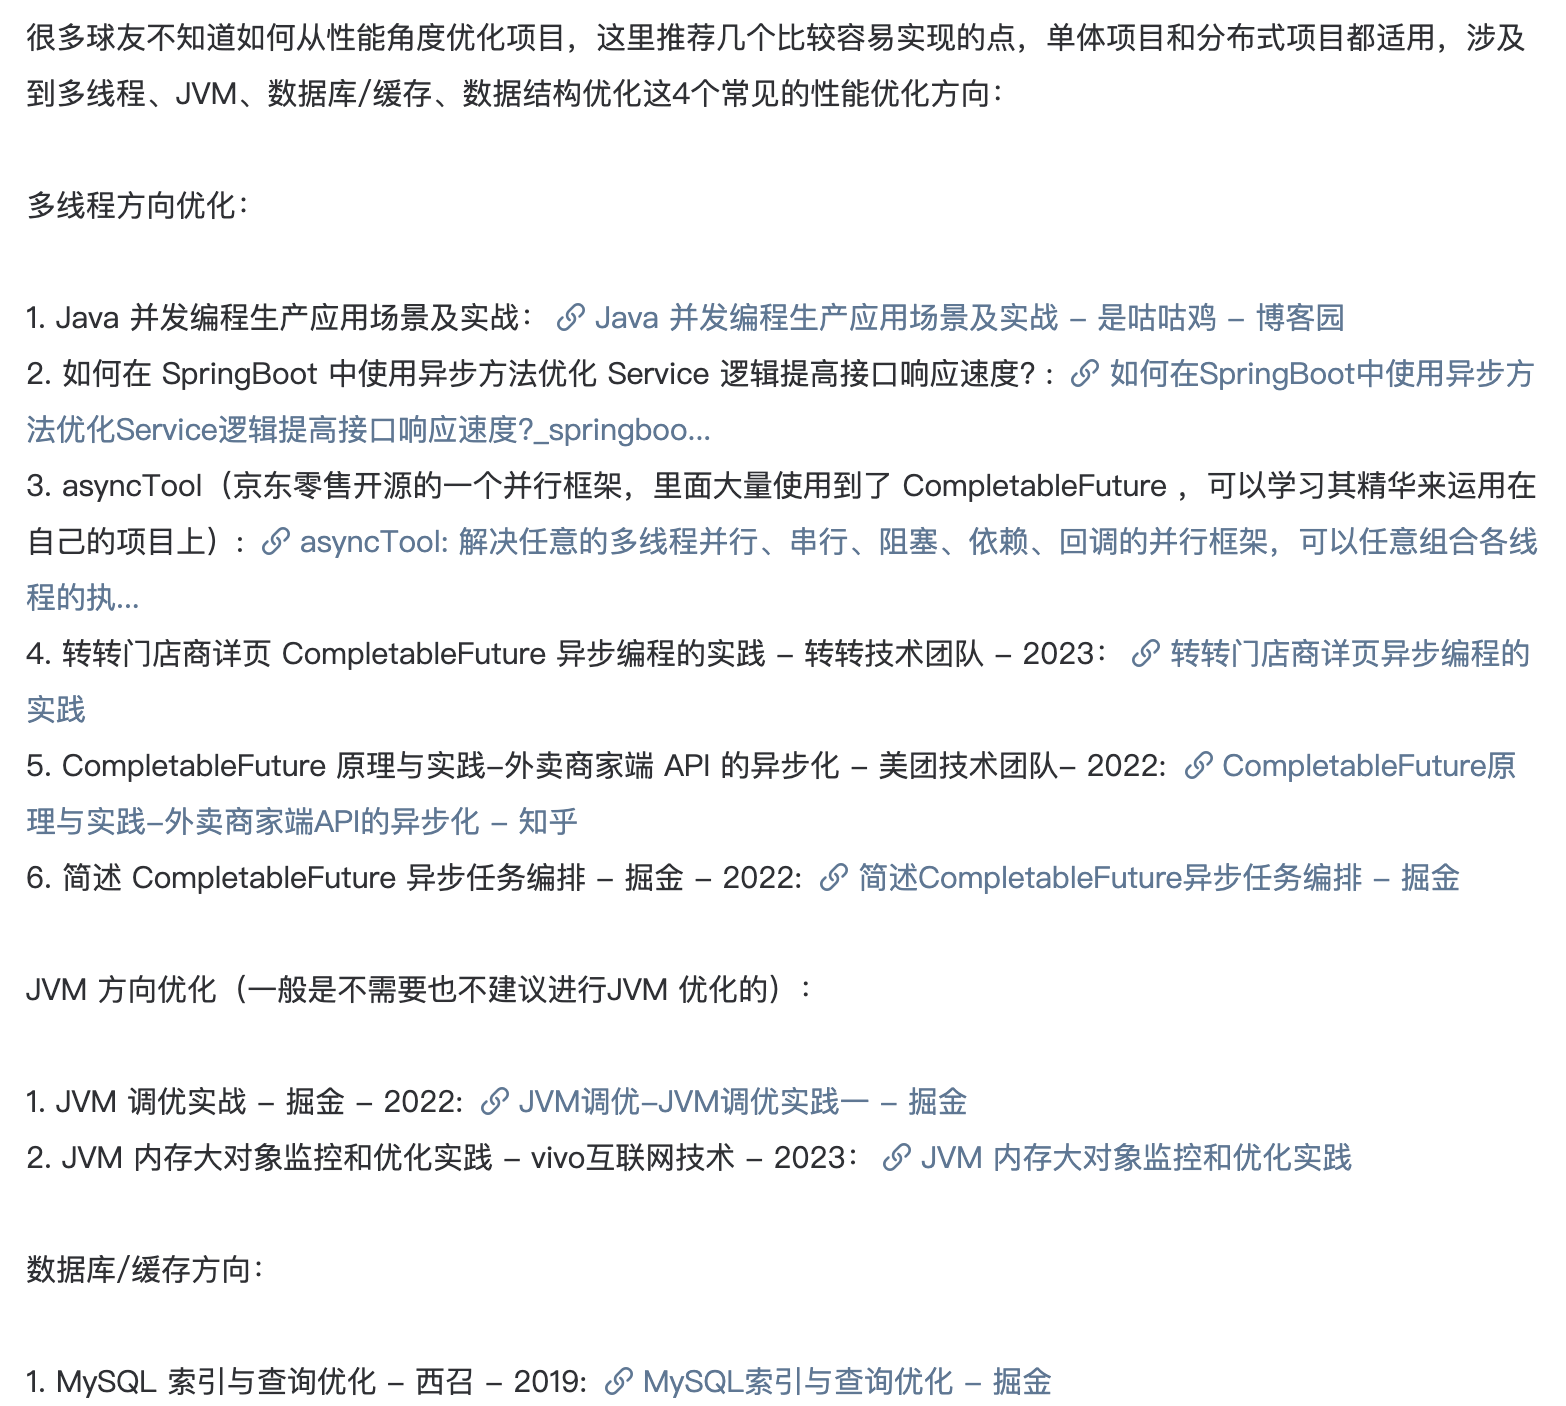 很多球友不知道如何从性能角度优化项目，这里推荐几个比较容易实现的点，单体项目和分布式项目都适用，涉及
到多线程、JVM、数据库/缓存、数据结构优化这4个常见的性能优化方向：
多线程方向优化：
1. Java 并发编程生产应用场景及实战： Java 并发编程生产应用场景及实战 - 是咕咕鸡 - 博客园
2. 如何在 SpringBoot 中使用异步方法优化 Service 逻辑提高接口响应速度? : 如何在SpringBoot中使用异步方
法优化Service逻辑提高接口响应速度?_springboo...
3. asyncTool（京东零售开源的一个并行框架，里面大量使用到了 CompletableFuture ，可以学习其精华来运用在
自己的项目上）: asyncTool: 解决任意的多线程并行、串行、阻塞、依赖、回调的并行框架，可以任意组合各线
程的执...
4. 转转门店商详页 CompletableFuture 异步编程的实践 - 转转技术团队 - 2023： 转转门店商详页异步编程的
实践
5. CompletableFuture 原理与实践-外卖商家端 API 的异步化 - 美团技术团队- 2022: CompletableFuture原
理与实践-外卖商家端API的异步化 - 知乎
6. 简述 CompletableFuture 异步任务编排 - 掘金 - 2022: 简述CompletableFuture异步任务编排 - 掘金
JVM 方向优化（一般是不需要也不建议进行JVM 优化的）:
1. JVM 调优实战 - 掘金 - 2022: JVM调优-JVM调优实践一 - 掘金
2. JVM 内存大对象监控和优化实践 - vivo互联网技术 - 2023： JVM 内存大对象监控和优化实践
数据库/缓存方向：
1. MySQL 索引与查询优化 - 西召 - 2019: MySQL索引与查询优化 - 掘金